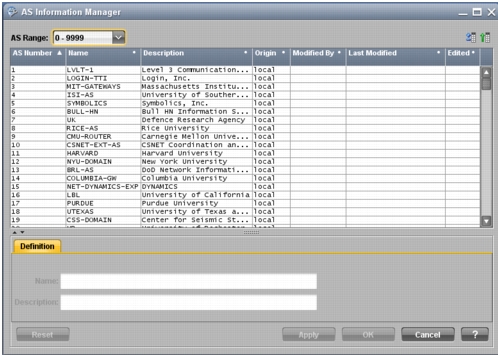 AS Information Manager
AS Range: 0 - 9999
AS Number Name * Description * Origin * Modified By * Last Modified * Edited *
1 LVLT-1 Level 3 Communication... local
2 LOGIN-TTI Login, Inc. local
3 MIT-GATEWAYS Massachusetts Institu... local
4 ISI-AS University of Souther... local
5 SYMBOLICS Symbolics, Inc. local
6 BULL-HN Bull HN Information S... local
7 UK Defence Research Agency local
8 RICE-AS Rice University local
9 CMU-ROUTER Carnegie Mellon Unive... local
10 CSNET-EXT-AS CSNET Coordination an... local
11 HARVARD Harvard University local
12 NYU-DOMAIN New York University local
13 BRL-AS DoD Network Informati... local
14 COLUMBIA-GW Columbia University local
15 NET-DYNAMICS-EXP DYNAMICS local
16 LBL University of California local
17 PURDUE Purdue University local
18 UTEXAS University of Texas a... local
19 CSS-DOMAIN Center for Seismic St... local
Definition
Name:
Description:
Reset Apply OK Cancel ?